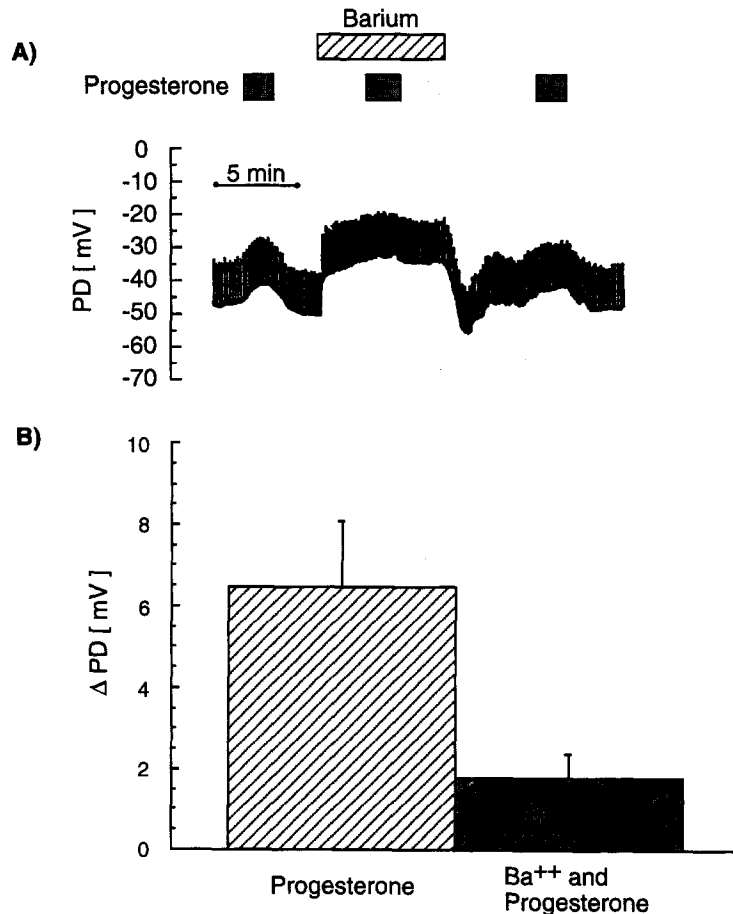 Barium
A)
Progesterone
0
-10
-20
-30
-40
-50
-60
-70
PD [ mV ]
5 min
B)
10
8
6
4
2
0
Δ PD [ mV ]
Progesterone
Ba++ and
Progesterone